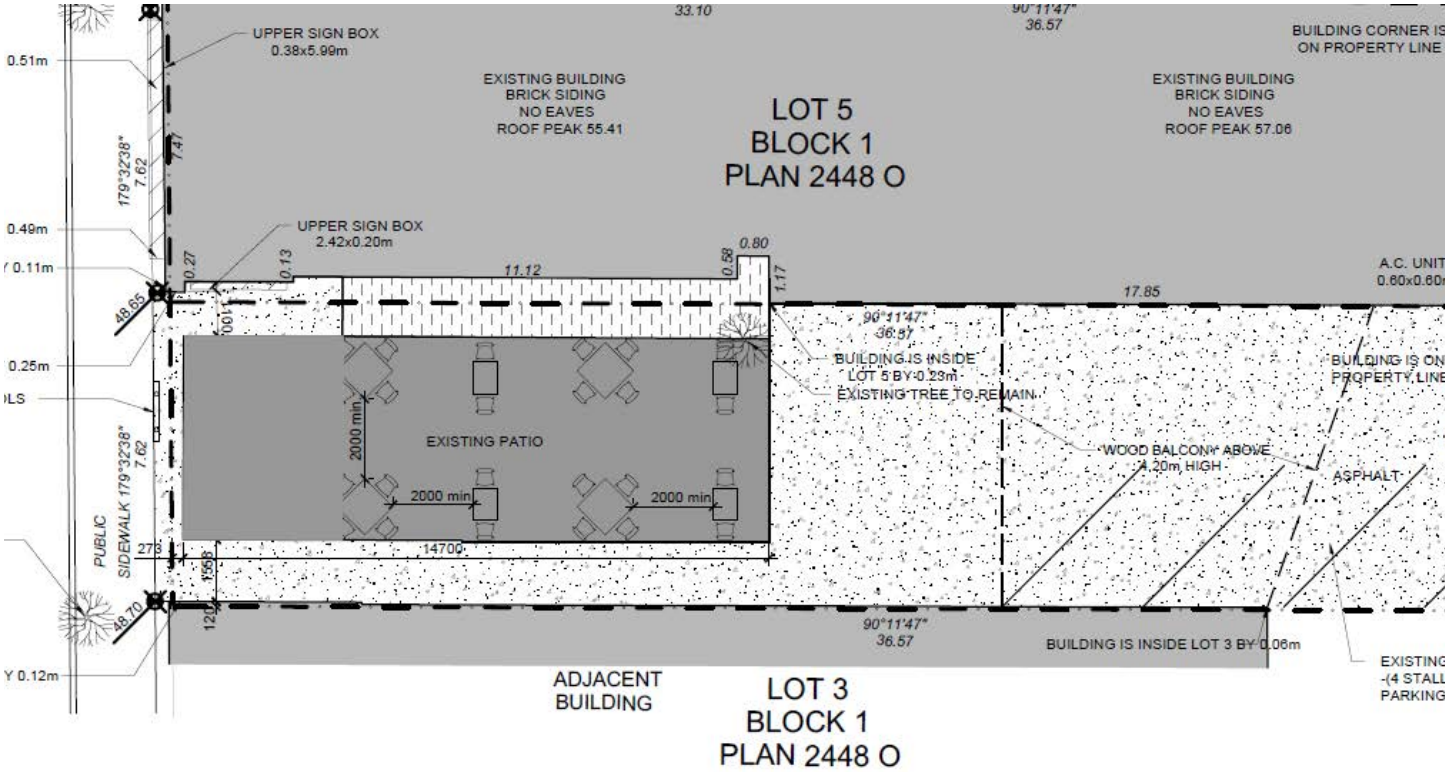 33.10
90°11'47"
36.57
UPPER SIGN BOX
0.38x5.99m
BUILDING CORNER IS
ON PROPERTY LINE
0.51m
EXISTING BUILDING
BRICK SIDING
NO EAVES
ROOF PEAK 55.41
LOT 5
BLOCK 1
PLAN 2448 O
EXISTING BUILDING
BRICK SIDING
NO EAVES
ROOF PEAK 57.06
179°32'38"
7.62
7.47
0.49m
UPPER SIGN BOX
2.42x0.20m
Y 0.11m
0.27
0.13
11.12
0.58
0.80
1.17
A.C. UNIT
0.60x0.60m
17.85
48.65
90°11'47"
36.57
0.25m
BUILDING IS INSIDE
LOT 5 BY 0.23m
EXISTING TREE TO REMAIN
BUILDING IS ON
PROPERTY LINE
OLS
2000 min
EXISTING PATIO
179°32'38"
7.62
WOOD BALCONY ABOVE
4.20m HIGH
ASPHALT
2000 min
2000 min
PUBLIC
SIDEWALK
273
14700
1558
48.70
90°11'47"
36.57
BUILDING IS INSIDE LOT 3 BY 0.06m
Y 0.12m
ADJACENT
BUILDING
LOT 3
BLOCK 1
PLAN 2448 O
EXISTING
-(4 STALL
PARKING